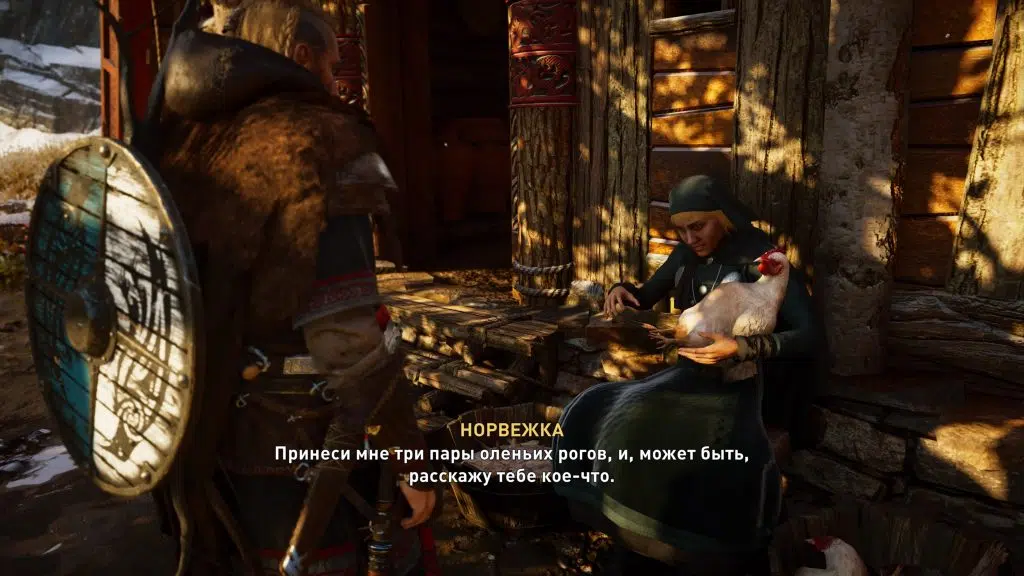 НОРВЕЖКА
Принеси мне три пары оленьих рогов, и, может быть,
расскажу тебе кое-что.